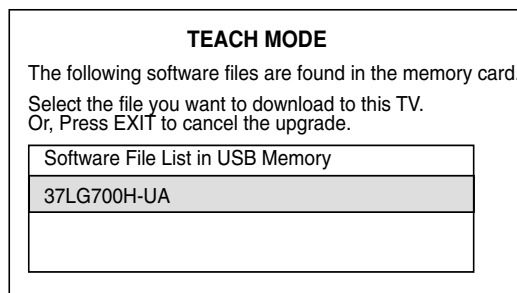 TEACH MODE
The following software files are found in the memory card.
Select the file you want to download to this TV.
Or, Press EXIT to cancel the upgrade.
Software File List in USB Memory
37LG700H-UA